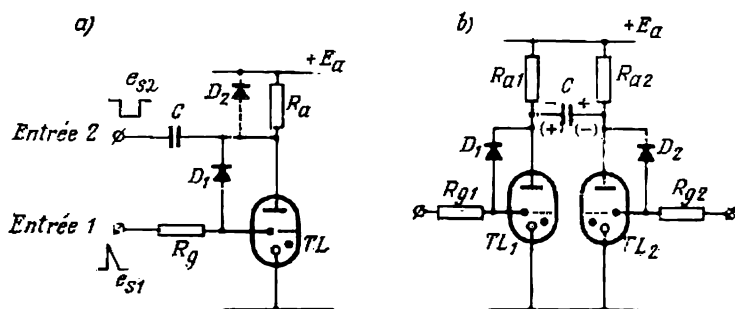 a)
+Ea
es2
D2
Ra
C
Entrée 2
D1
Entrée 1
Rg
TL
es1
b)
+Ea
Ra1
Ra2
C
- +
(+) (-)
D1
D2
Rg1
Rg2
TL1
TL2